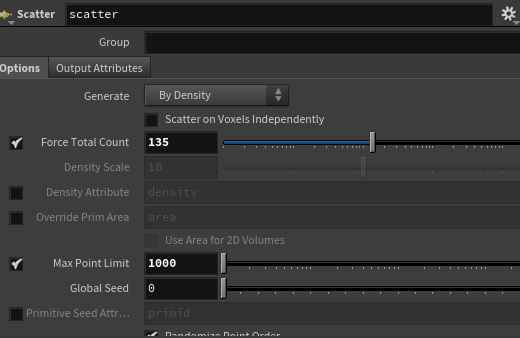 Scatter scatter
Group
Options Output Attributes
Generate By Density
Scatter on Voxels Independently
Force Total Count 135
Density Scale 10
Density Attribute density
Override Prim Area area
Use Area for 2D Volumes
Max Point Limit 1000
Global Seed 0
Primitive Seed Attr... primid
Randomize Point Order